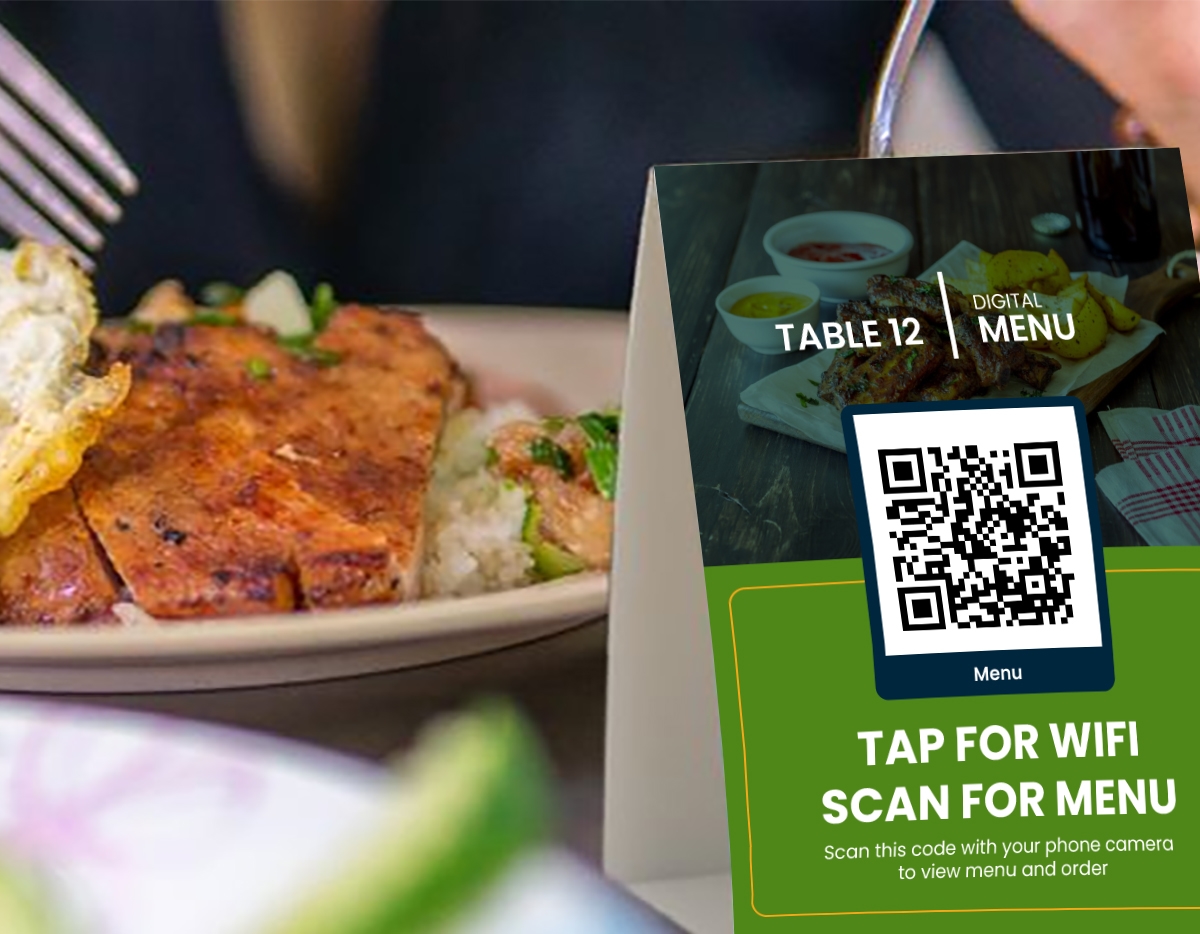 TABLE 12
DIGITAL
MENU
Menu
TAP FOR WIFI
SCAN FOR MENU
Scan this code with your phone camera
to view menu and order